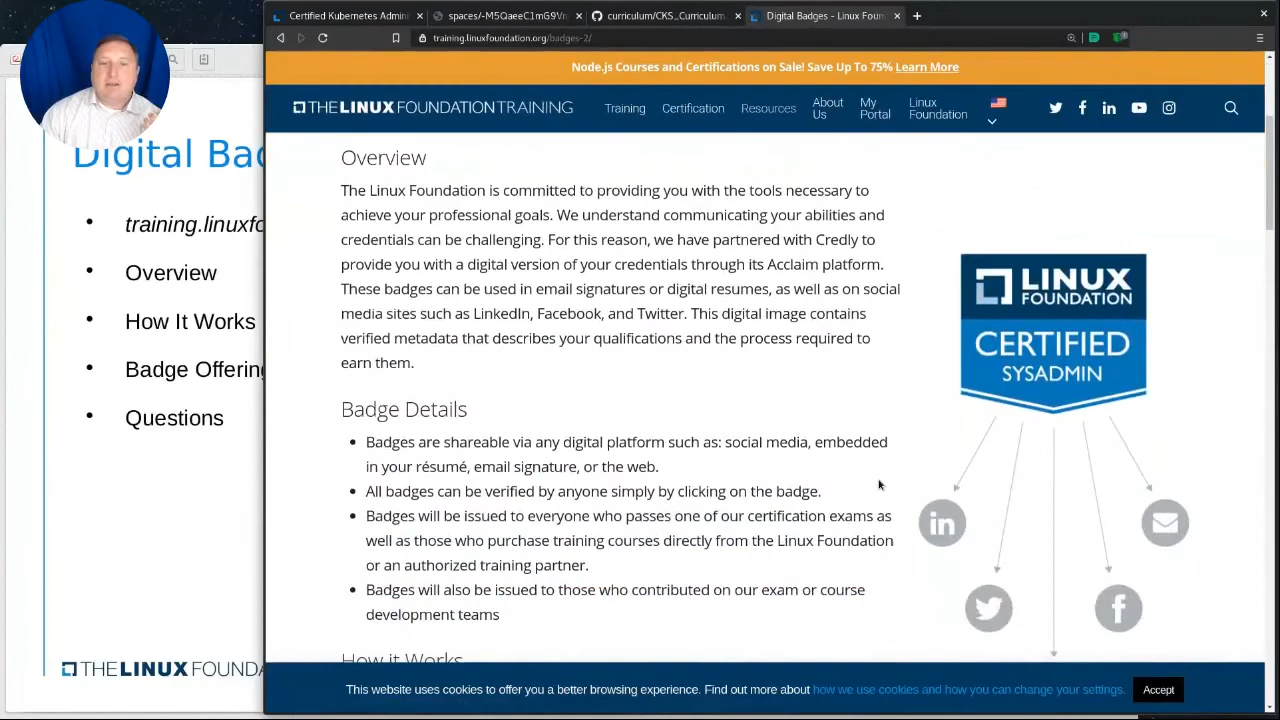 Certified Kubernetes Admini
spaces/-M5QaeeC1mG9Vn
curriculum/CKS_Curriculum
Digital Badges - Linux Foun
training.linuxfoundation.org/badges-2/
Node.js Courses and Certifications on Sale! Save Up To 75% Learn More
THE LINUX FOUNDATION TRAINING
Training
Certification
Resources
About Us
My Portal
Linux Foundation
Digital Bad
training.linuxfo
Overview
How It Works
Badge Offering
Questions
THE LINUX FOUNDA
Overview
The Linux Foundation is committed to providing you with the tools necessary to
achieve your professional goals. We understand communicating your abilities and
credentials can be challenging. For this reason, we have partnered with Credly to
provide you with a digital version of your credentials through its Acclaim platform.
These badges can be used in email signatures or digital resumes, as well as on social
media sites such as LinkedIn, Facebook, and Twitter. This digital image contains
verified metadata that describes your qualifications and the process required to
earn them.
LINUX
FOUNDATION
CERTIFIED
SYSADMIN
in
Badge Details
• Badges are shareable via any digital platform such as: social media, embedded
in your résumé, email signature, or the web.
• All badges can be verified by anyone simply by clicking on the badge.
• Badges will be issued to everyone who passes one of our certification exams as
well as those who purchase training courses directly from the Linux Foundation
or an authorized training partner.
• Badges will also be issued to those who contributed on our exam or course
development teams
How it Works
This website uses cookies to offer you a better browsing experience. Find out more about how we use cookies and how you can change your settings.
Accept